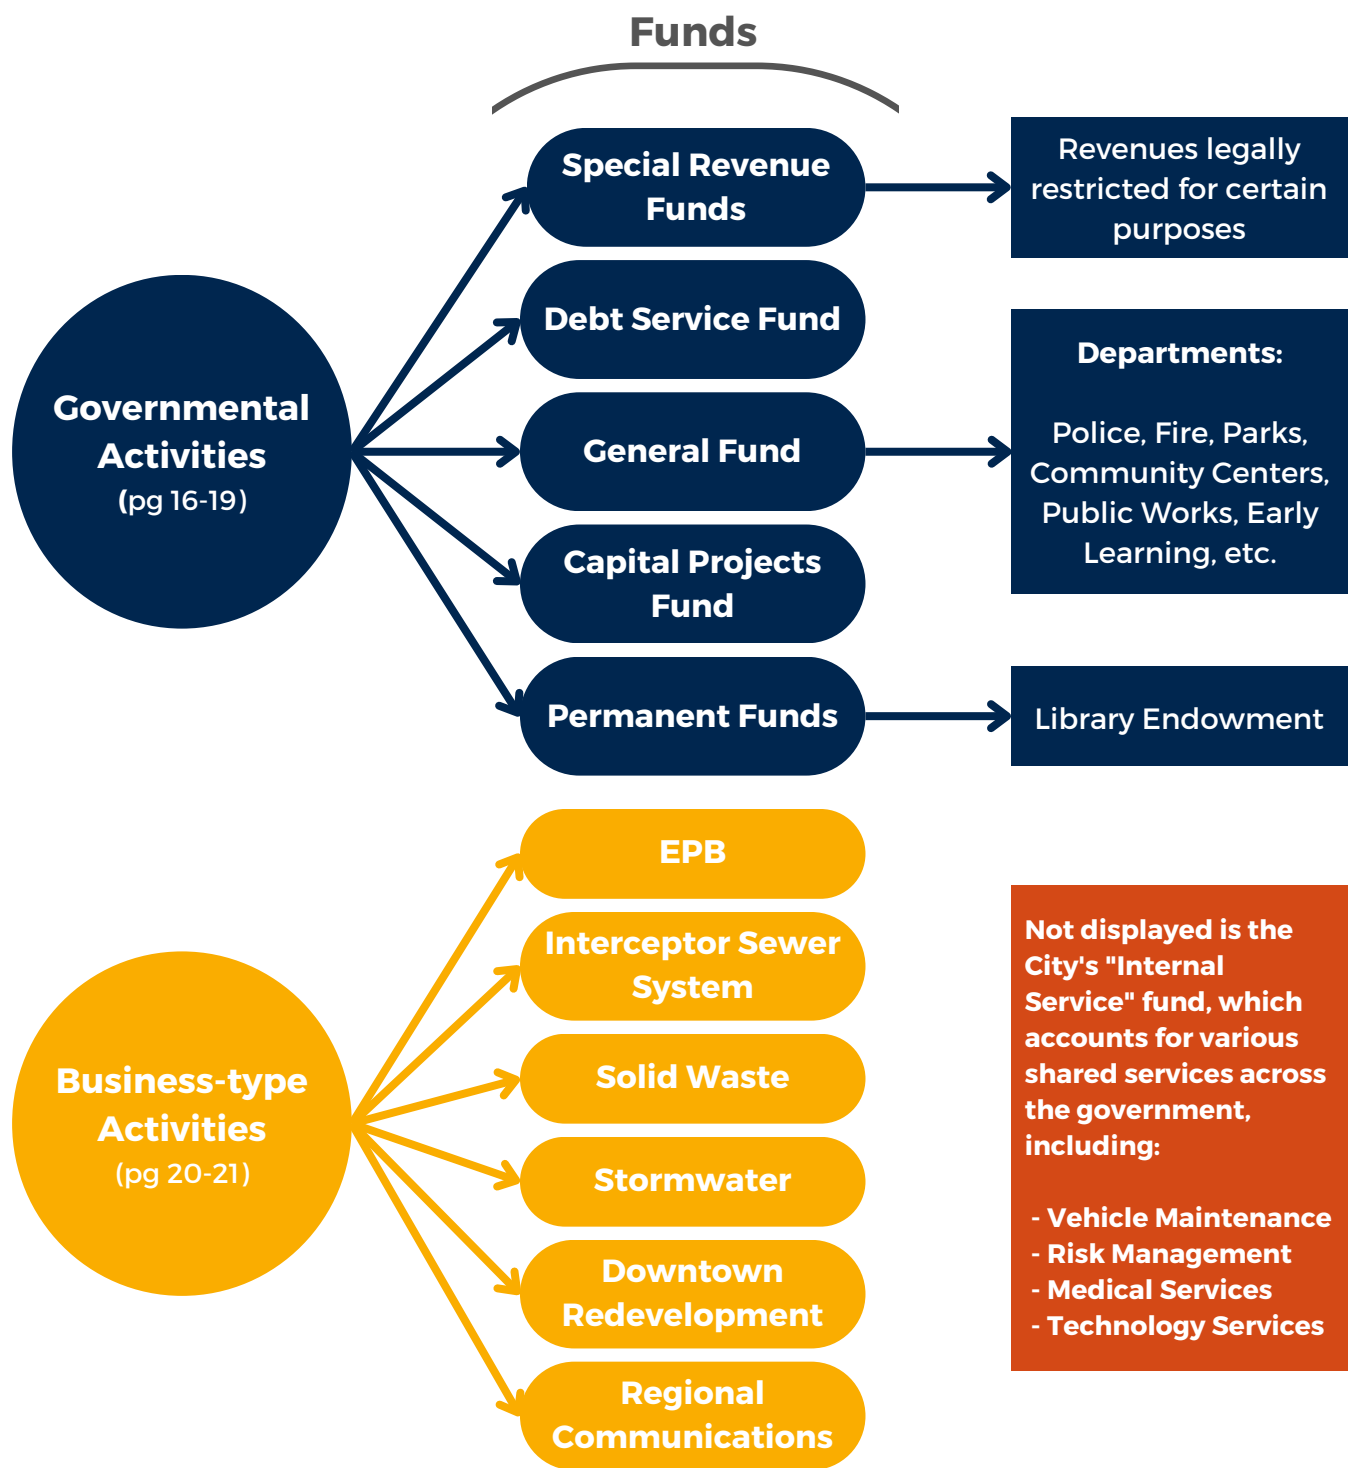 Funds
Governmental
Activities
(pg 16-19)
Special Revenue
Funds
Debt Service Fund
General Fund
Capital Projects
Fund
Permanent Funds
Revenues legally
restricted for certain
purposes
Departments:
Police, Fire, Parks,
Community Centers,
Public Works, Early
Learning, etc.
Library Endowment
Business-type
Activities
(pg 20-21)
EPB
Interceptor Sewer
System
Solid Waste
Stormwater
Downtown
Redevelopment
Regional
Communications
Not displayed is the
City's "Internal
Service" fund, which
accounts for various
shared services across
the government,
including:
- Vehicle Maintenance
- Risk Management
- Medical Services
- Technology Services